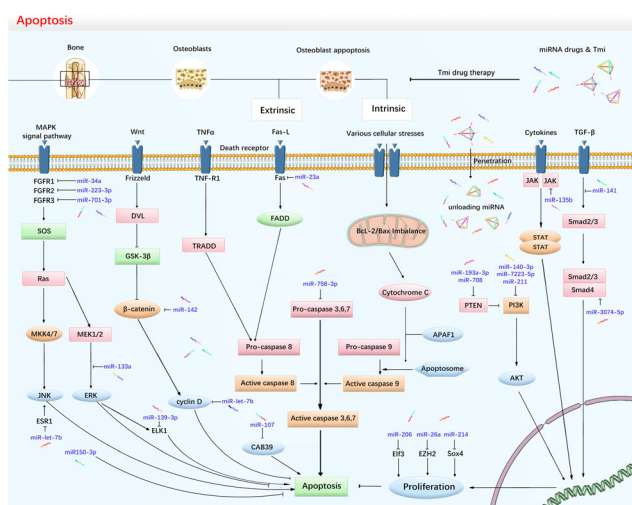 Apoptosis
Bone
Osteoblasts
Osteoblast appoptosis
miRNA drugs & Tmi
Tmi drug therapy
Extrinsic
Intrinsic
MAPK
signal pathway
Wnt
TNFα
Fas-L
Various cellular stresses
Cytokines
TGF-β
Death receptor
Penetration
FGFR1
miR-34a
FGFR2
miR-223-3p
FGFR3
miR-701-3p
Frizzeld
TNF-R1
Fas
miR-23a
JAK
JAK
miR-135b
miR-141
unloading miRNA
SOS
DVL
FADD
Smad2/3
BcL-2/Bax Imbalance
STAT
STAT
TRADD
GSK-3β
Ras
miR-758-3p
Cytochrome C
miR-193a-3p
miR-708
miR-140-3p
miR-7223-5p
miR-211
Smad2/3
Smad4
β-catenin
miR-142
Pro-caspase 3,6,7
PTEN
PI3K
miR-3074-5p
MKK4/7
MEK1/2
Pro-caspase 8
Pro-caspase 9
APAF1
miR-133a
Apoptosome
AKT
Active caspase 8
Active caspase 9
JNK
ERK
cyclin D
miR-let-7b
ESR1
miR-let-7b
miR-139-3p
ELK1
miR-107
CAB39
Active caspase 3,6,7
miR-206
miR-26a
miR-214
Elf3
EZH2
Sox4
miR150-3p
Apoptosis
Proliferation